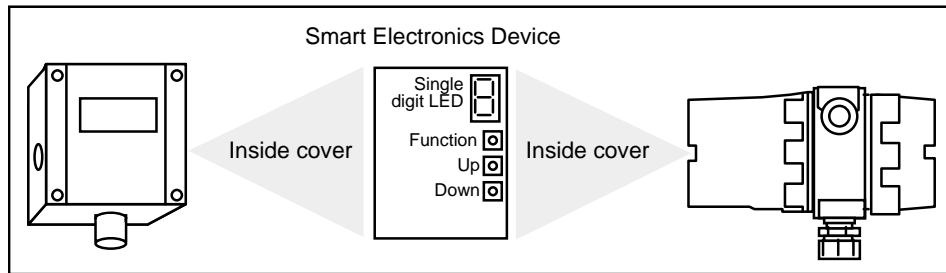 Smart Electronics Device
Single
digit LED
Function
Up
Down
Inside cover
Inside cover